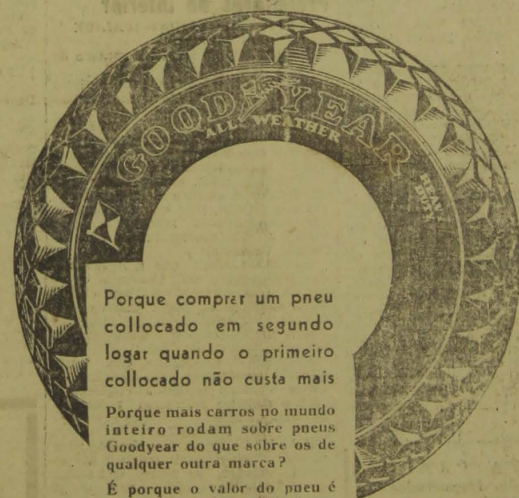 GOODYEAR
ALL WEATHER
HEAVY
DUTY
Porque comprar um pneu
collocado em segundo
logar quando o primeiro
collocado não custa mais
Porque mais carros no mundo
inteiro rodam sobre pneus
Goodyear do que sobre os de
qualquer outra marca?
É porque o valor do pneu é